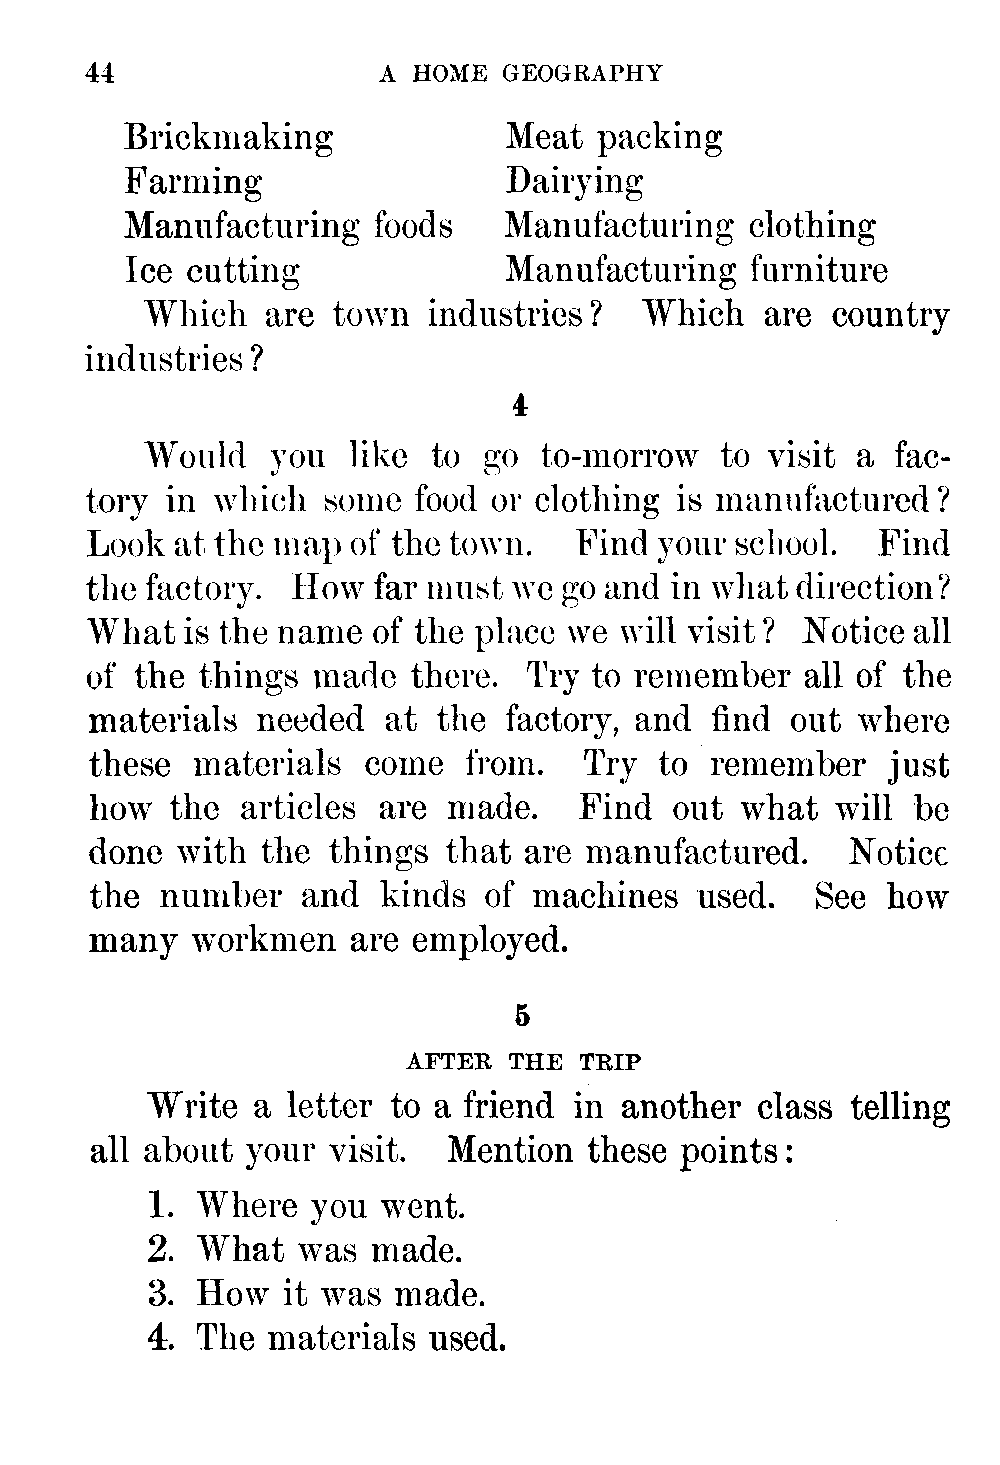 44 A HOME GEOGRAPHY
Brickmaking Meat packing
Farming Dairying
Manufacturing foods Manufacturing clothing
Ice cutting Manufacturing furniture
Which are town industries? Which are country
industries?
4
Would you like to go to-morrow to visit a fac-
tory in which some food or clothing is manufactured?
Look at the map of the town. Find your school. Find
the factory. How far must we go and in what direction?
What is the name of the place we will visit? Notice all
of the things made there. Try to remember all of the
materials needed at the factory, and find out where
these materials come from. Try to remember just
how the articles are made. Find out what will be
done with the things that are manufactured. Notice
the number and kinds of machines used. See how
many workmen are employed.
5
AFTER THE TRIP
Write a letter to a friend in another class telling
all about your visit. Mention these points:
1. Where you went.
2. What was made.
3. How it was made.
4. The materials used.